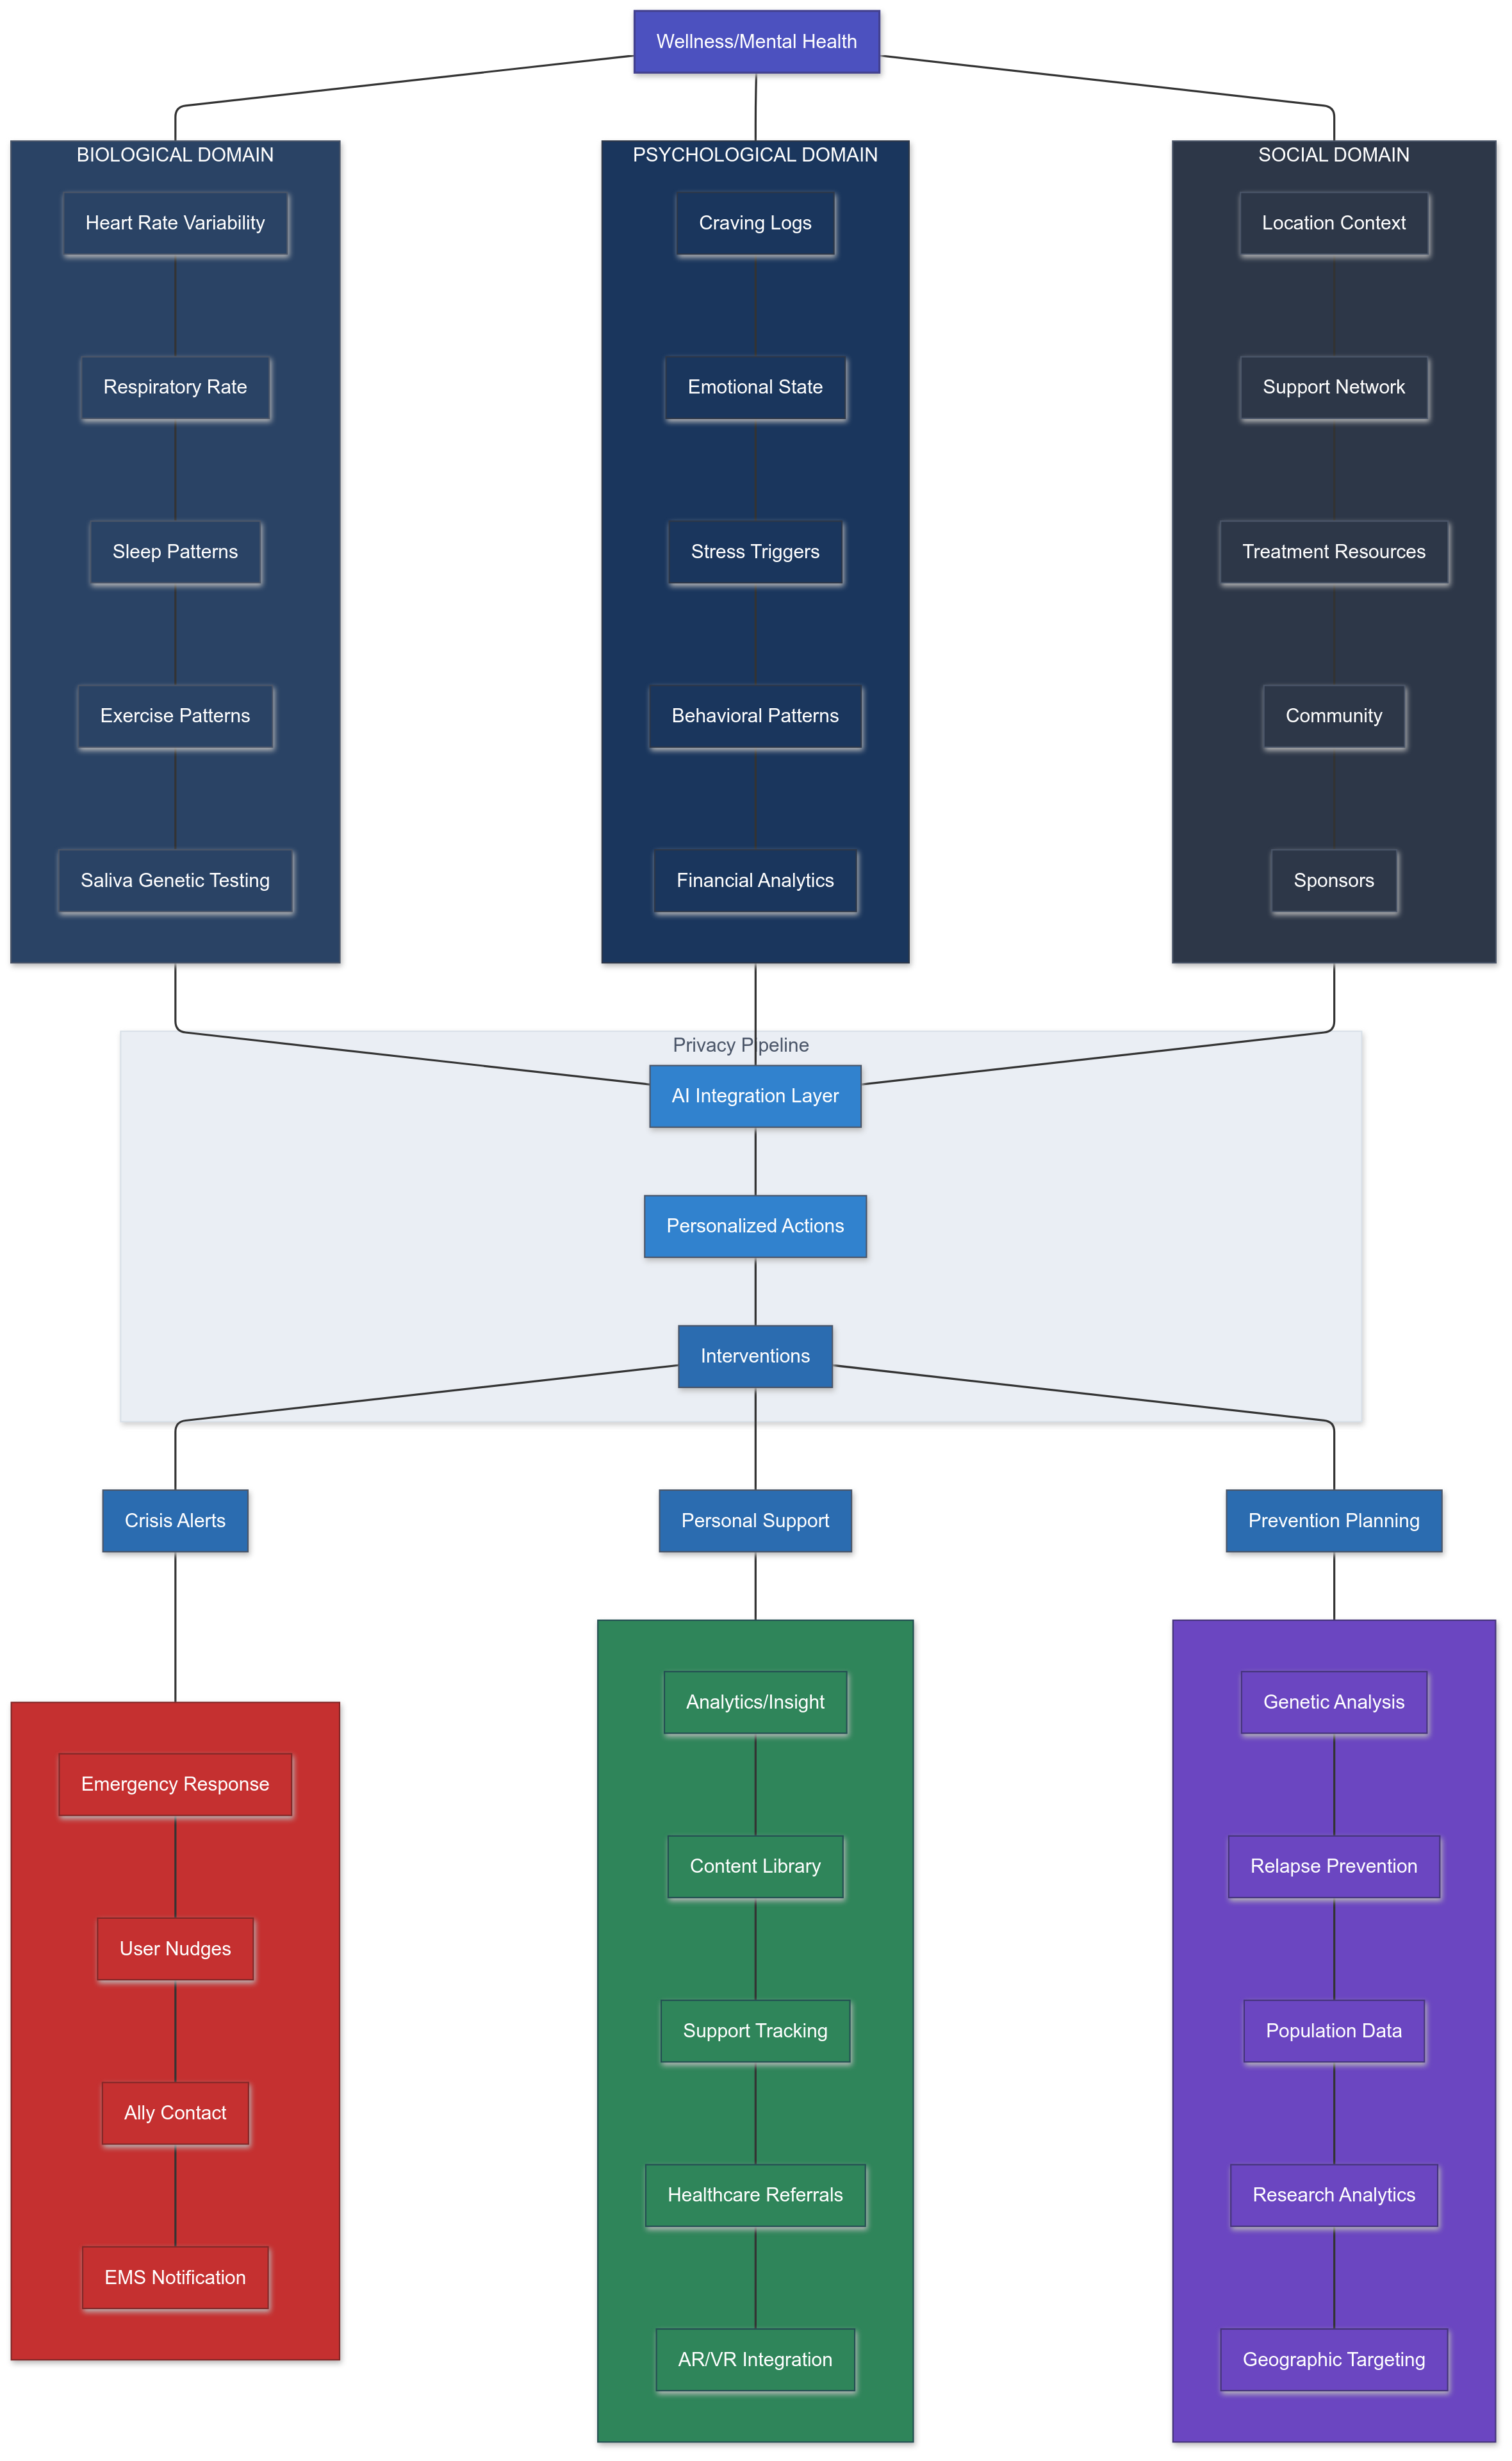 Wellness/Mental Health
BIOLOGICAL DOMAIN
Heart Rate Variability
Respiratory Rate
Sleep Patterns
Exercise Patterns
Saliva Genetic Testing
PSYCHOLOGICAL DOMAIN
Craving Logs
Emotional State
Stress Triggers
Behavioral Patterns
Financial Analytics
SOCIAL DOMAIN
Location Context
Support Network
Treatment Resources
Community
Sponsors
Privacy Pipeline
AI Integration Layer
Personalized Actions
Interventions
Crisis Alerts
Emergency Response
User Nudges
Ally Contact
EMS Notification
Personal Support
Analytics/Insight
Content Library
Support Tracking
Healthcare Referrals
AR/VR Integration
Prevention Planning
Genetic Analysis
Relapse Prevention
Population Data
Research Analytics
Geographic Targeting